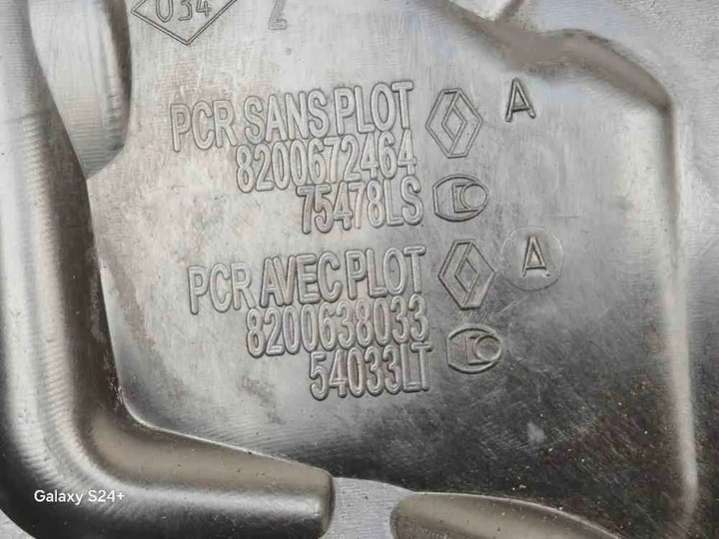 034
Z
PCR SANS PLOT
A
8200672464
75478LS
PCR AVEC PLOT
A
8200638033
54033LT
Galaxy S24+